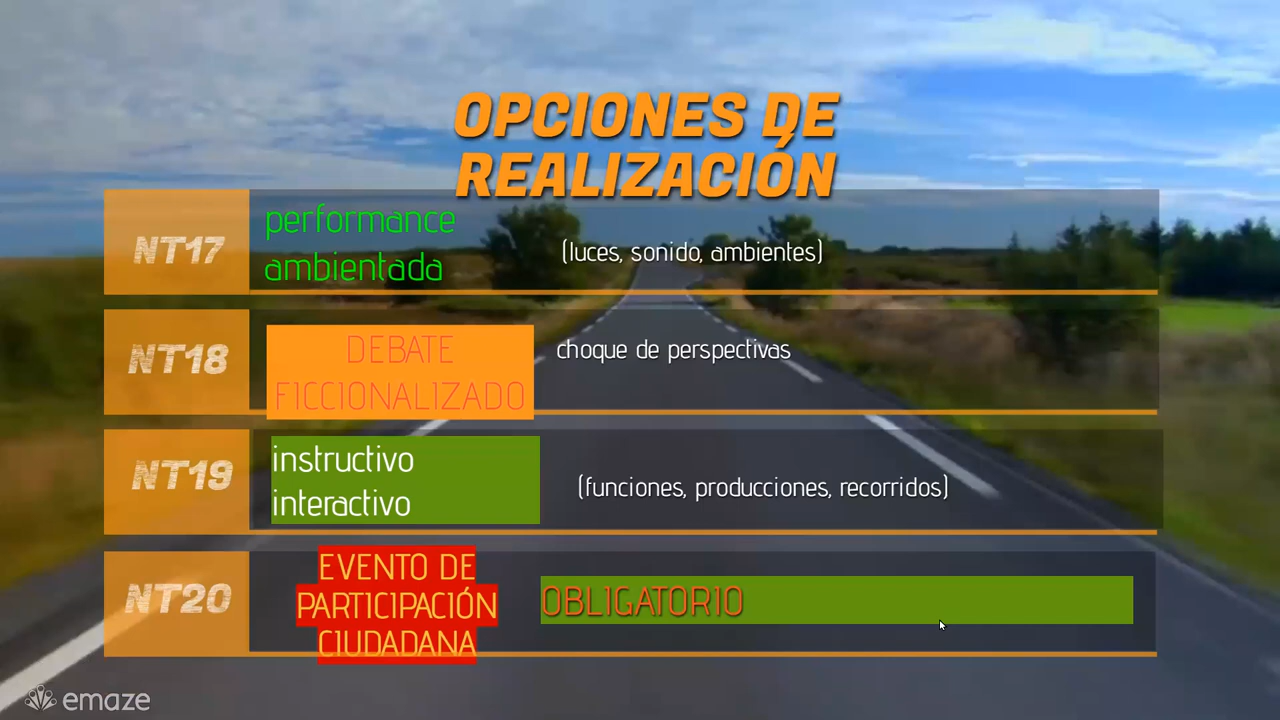 OPCIONES DE
REALIZACIÓN
NT17
performance
ambientada
(luces, sonido, ambientes)
NT18
DEBATE
FICCIONALIZADO
choque de perspectivas
NT19
instructivo
interactivo
(funciones, producciones, recorridos)
NT20
EVENTO DE
PARTICIPACIÓN
CIUDADANA
OBLIGATORIO
emaze